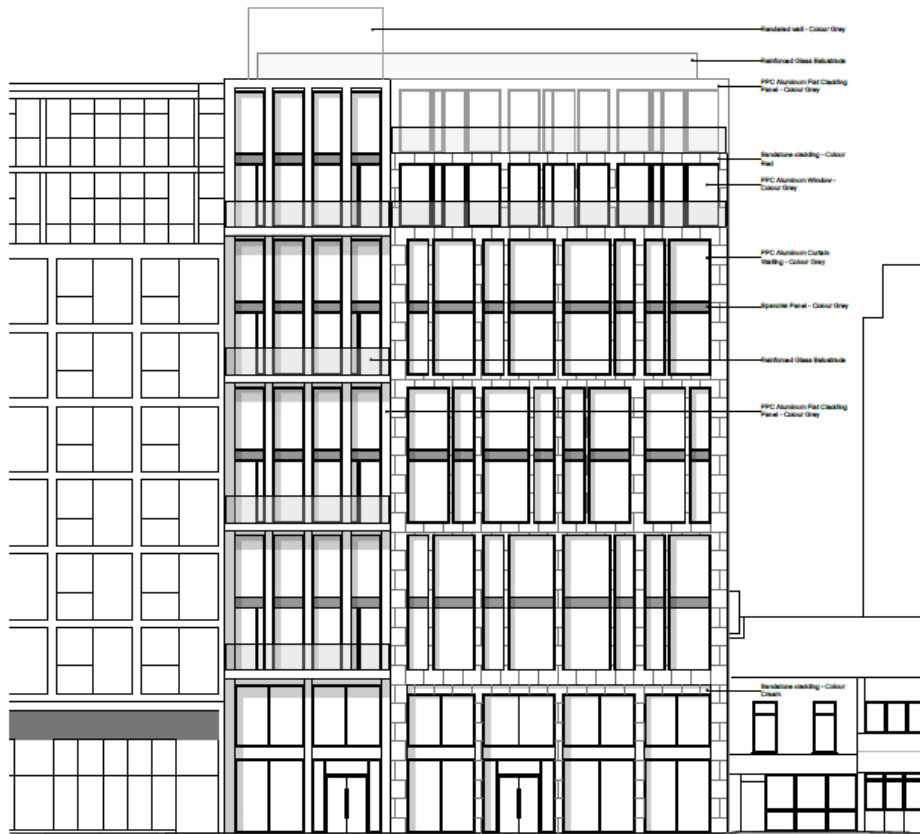 Rendered wall - Colour Grey
Reinforced Glass Balustrade
PPC Aluminum Flat Cladding
Panel - Colour Grey
Sandstone cladding - Colour
Red
PPC Aluminum Window -
Colour Grey
PPC Aluminum Curtain
Walling - Colour Grey
Spandrel Panel - Colour Grey
Reinforced Glass Balustrade
PPC Aluminum Flat Cladding
Panel - Colour Grey
Sandstone cladding - Colour
Cream